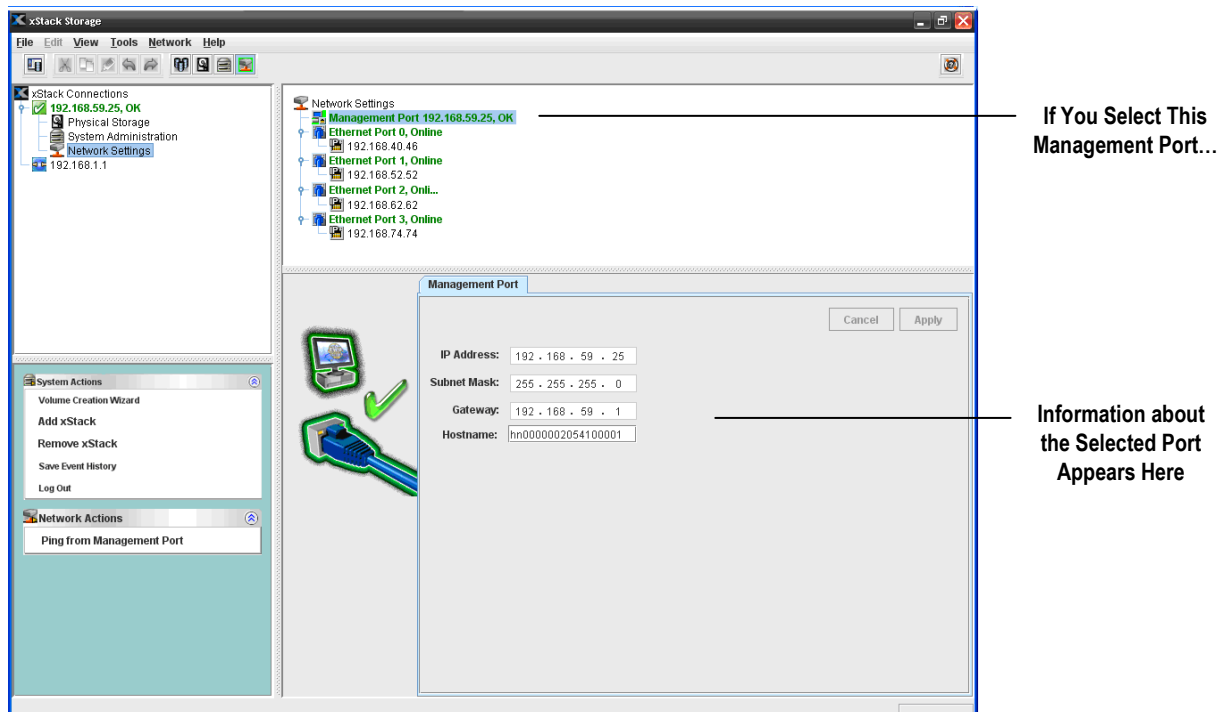 xStack Storage
File Edit View Tools Network Help
xStack Connections
192.168.59.25, OK
Physical Storage
System Administration
Network Settings
192.168.1.1
Network Settings
Management Port 192.168.59.25, OK
Ethernet Port 0, Online
192.168.40.46
Ethernet Port 1, Online
192.168.52.52
Ethernet Port 2, Onli...
192.168.62.62
Ethernet Port 3, Online
192.168.74.74
If You Select This
Management Port…
System Actions
Volume Creation Wizard
Add xStack
Remove xStack
Save Event History
Log Out
Network Actions
Ping from Management Port
Management Port
Cancel Apply
IP Address: 192 . 168 . 59 . 25
Subnet Mask: 255 . 255 . 255 . 0
Gateway: 192 . 168 . 59 . 1
Hostname: hn0000002054100001
Information about
the Selected Port
Appears Here